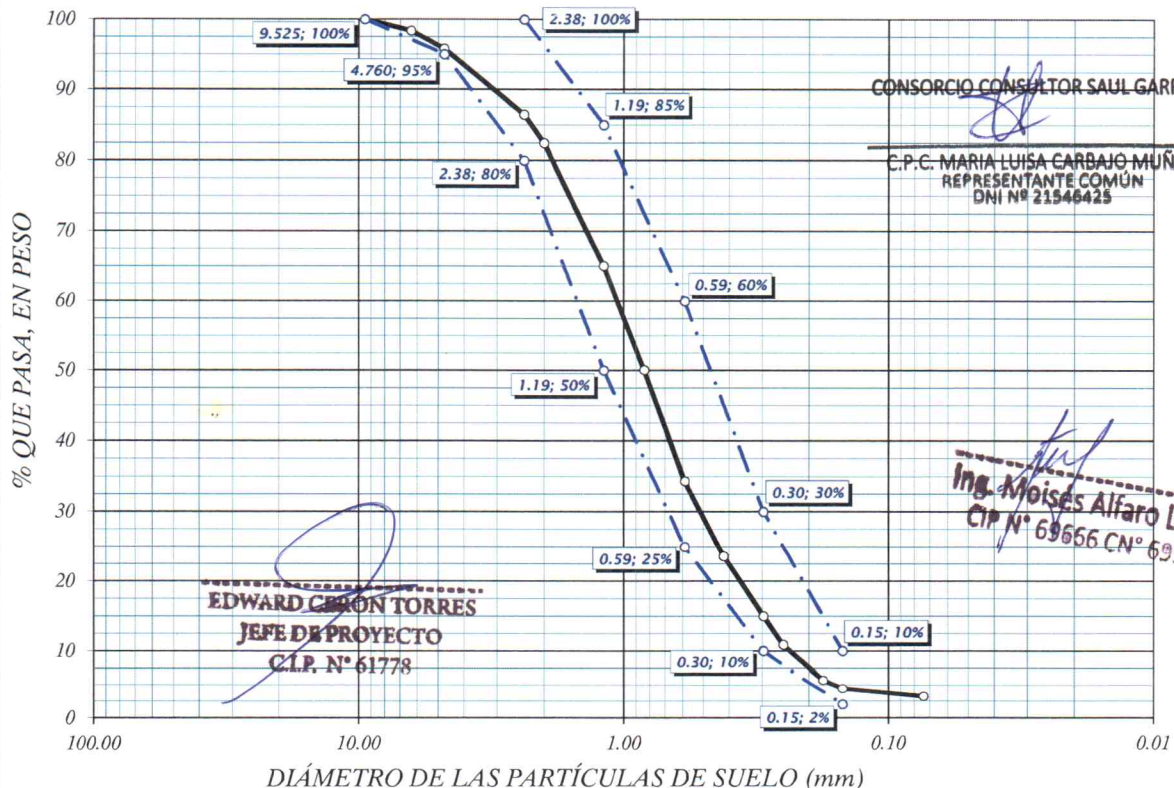 % QUE PASA, EN PESO
100
90
80
70
60
50
40
30
20
10
0
9.525; 100%
2.38; 100%
4.760; 95%
1.19; 85%
2.38; 80%
0.59; 60%
1.19; 50%
0.30; 30%
0.59; 25%
0.15; 10%
0.30; 10%
0.15; 2%
CONSORCIO CONSULTOR SAUL
C.P.C. MARIA LUISA CARBAJO
REPRESENTANTE COMÚN
DNI Nº 21546425
Ing. Moisés Alfaro
CIP N° 69666 CN°
EDWARD CERON TORRES
JEFE DE PROYECTO
C.I.P. N° 61778
100.00
10.00
1.00
0.10
0.01
DIÁMETRO DE LAS PARTÍCULAS DE SUELO (mm)